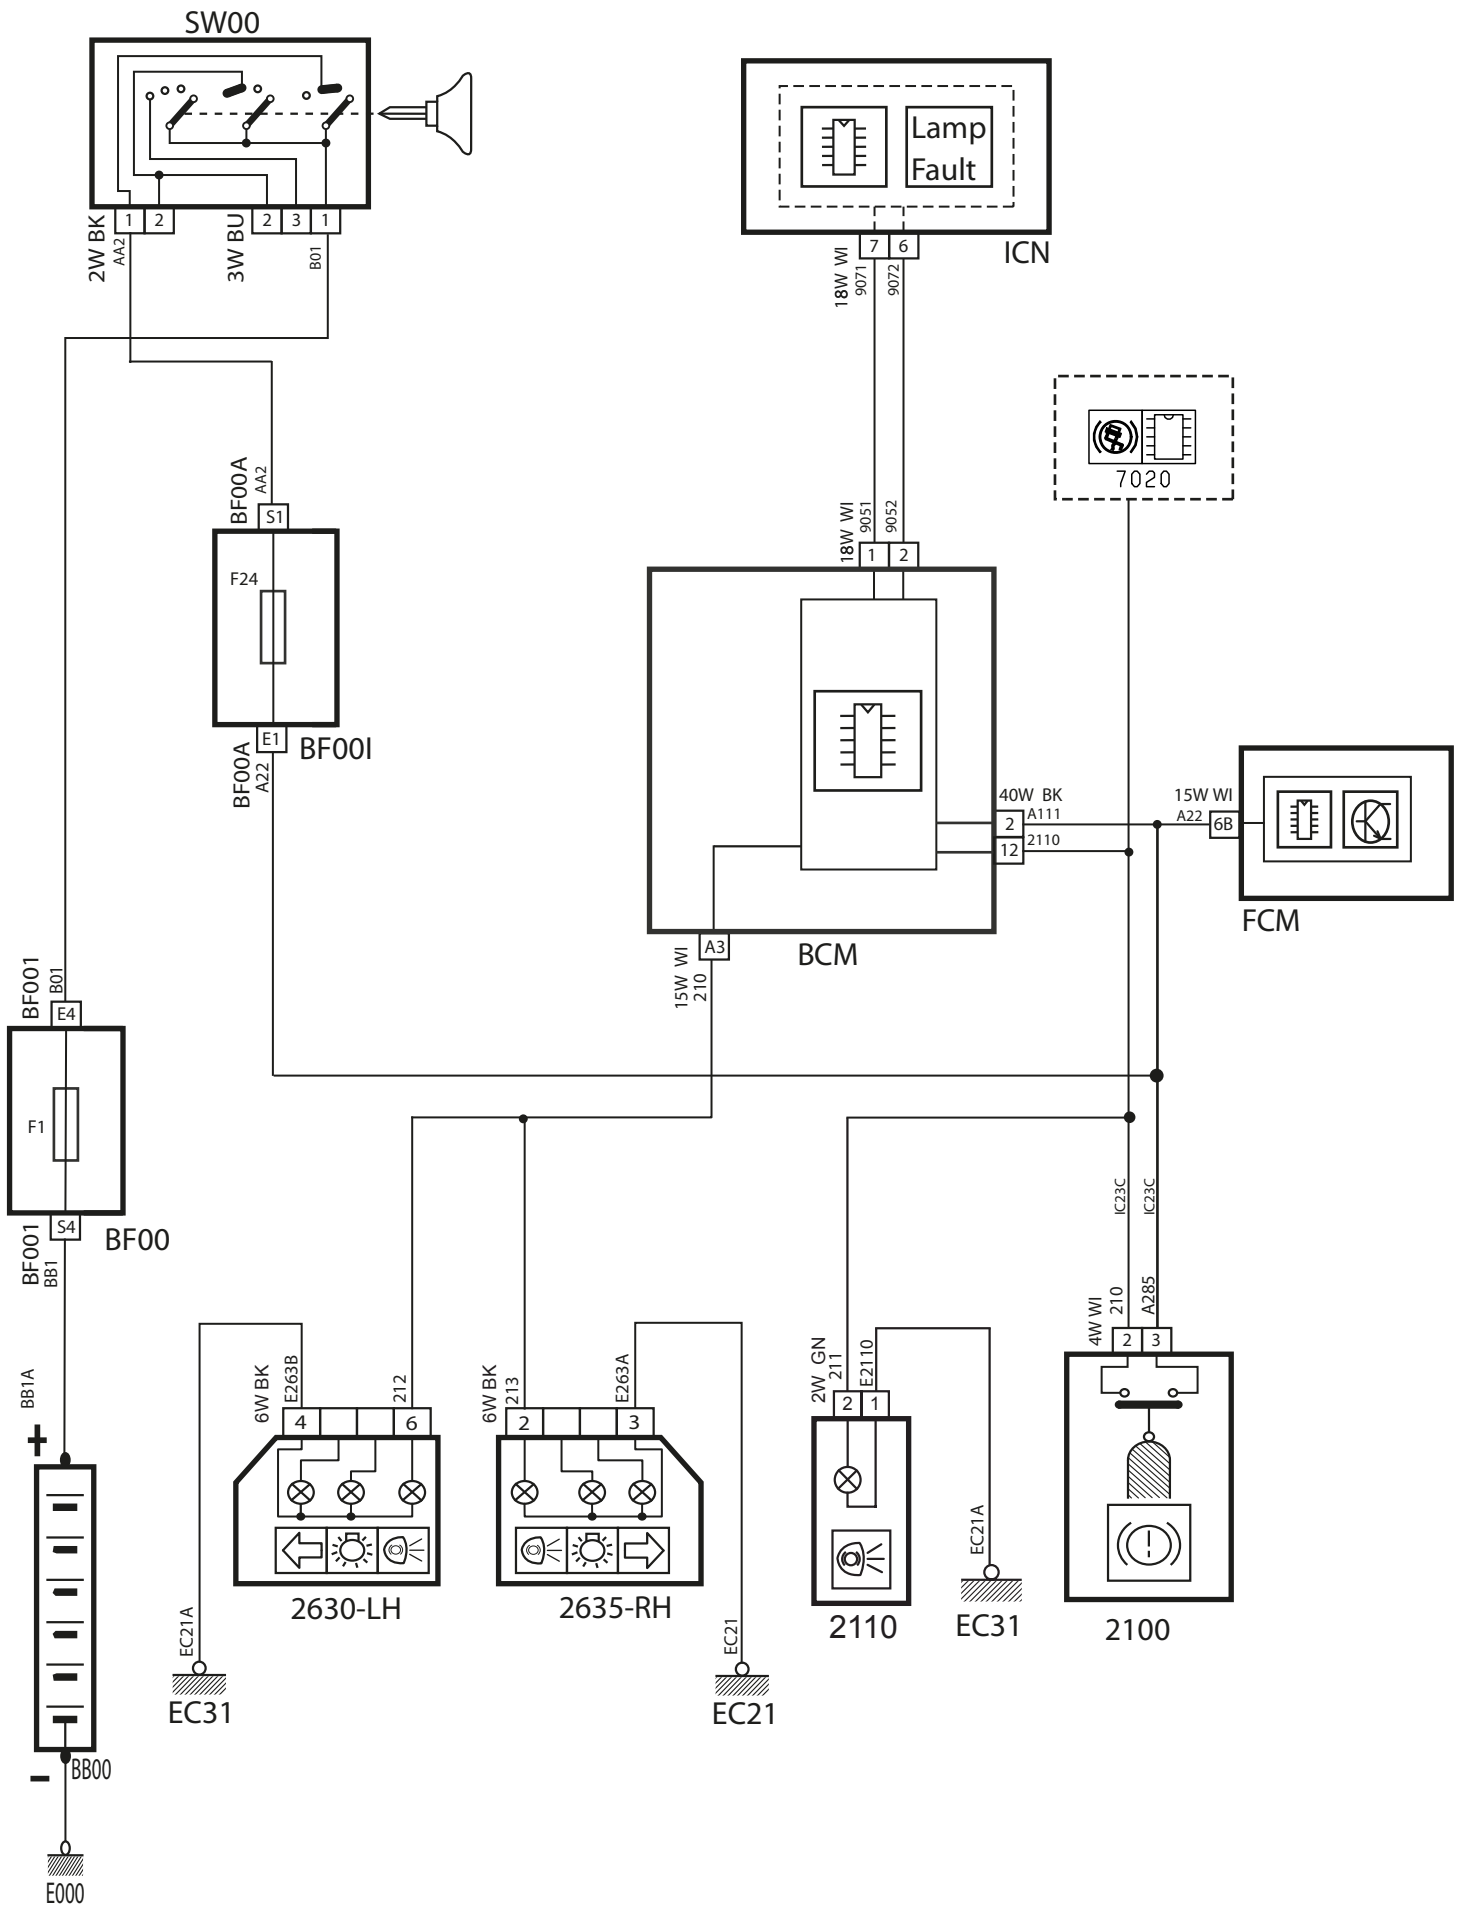 SW00
1
2
2
3
1
2W BK
AA2
3W BU
B01
Lamp
Fault
7
6
ICN
18W WI
9071
9072
7020
BF00A
AA2
S1
F24
E1
BF00I
BF00A
A22
18W WI
9051
9052
1
2
40W BK
2
A111
12
2110
15W WI
A22
6B
FCM
A3
BCM
15W WI
210
BF001
B01
E4
F1
S4
BF00
BF001
BB1
BB1A
+
BB00
–
E000
6W BK
E263B
212
4
6
2630-LH
EC21A
EC31
6W BK
213
E263A
2
3
2635-RH
EC21
EC21
2W GN
211
E2110
2
1
2110
EC21A
EC31
IC23C
IC23C
4W WI
210
A285
2
3
2100